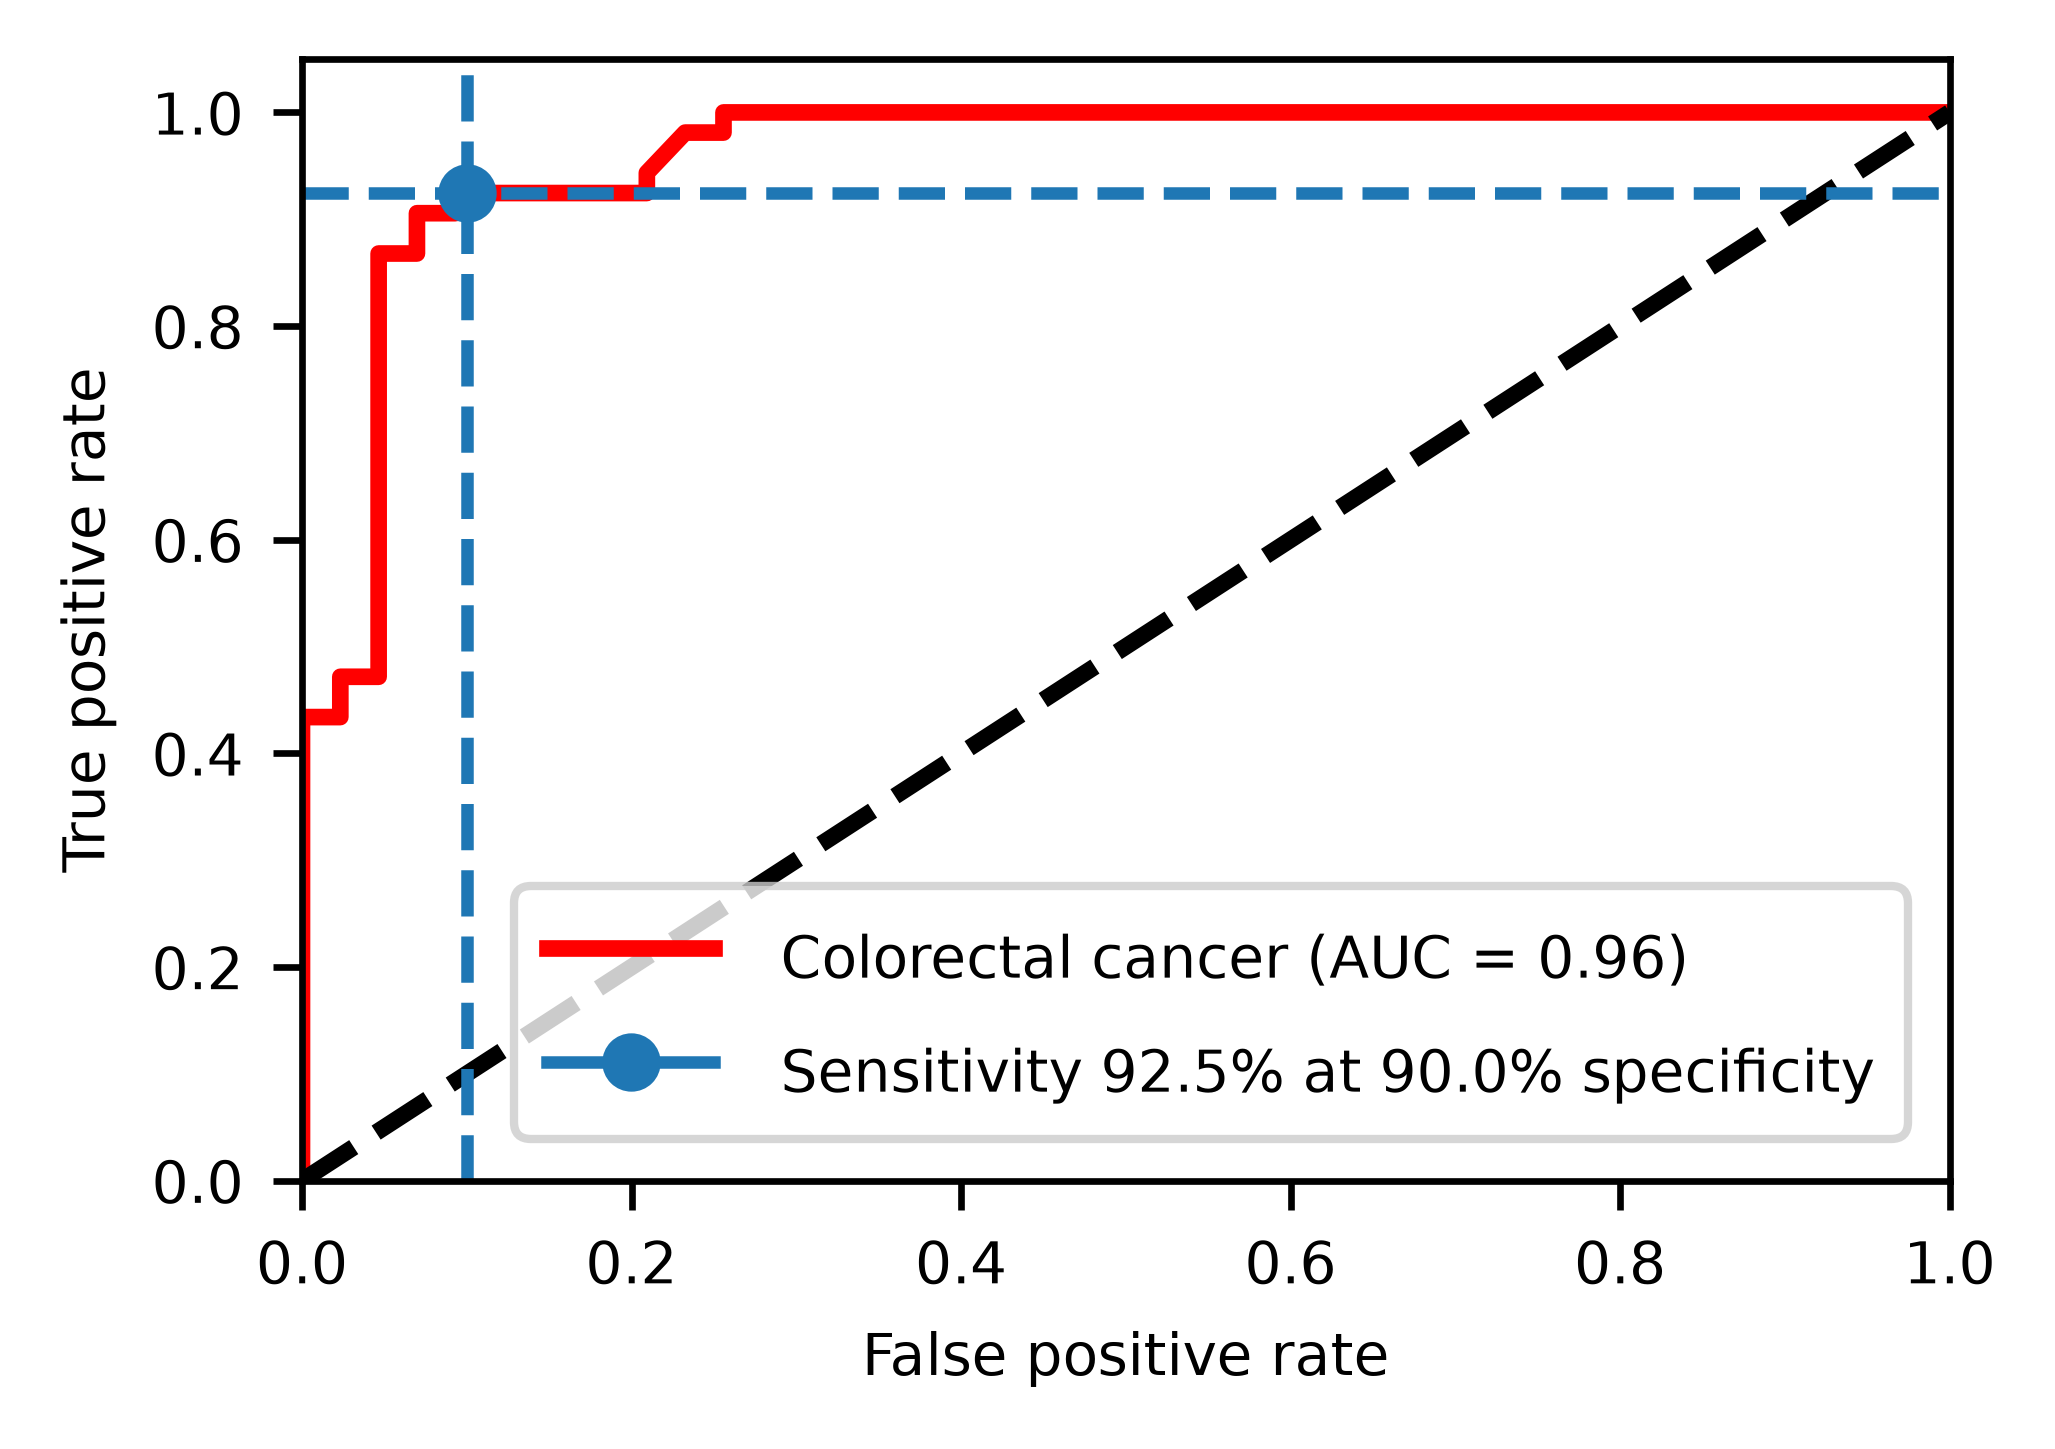 1.0
0.8
0.6
0.4
0.2
0.0
True positive rate
Colorectal cancer (AUC = 0.96)
Sensitivity 92.5% at 90.0% specificity
0.0 0.2 0.4 0.6 0.8 1.0
False positive rate